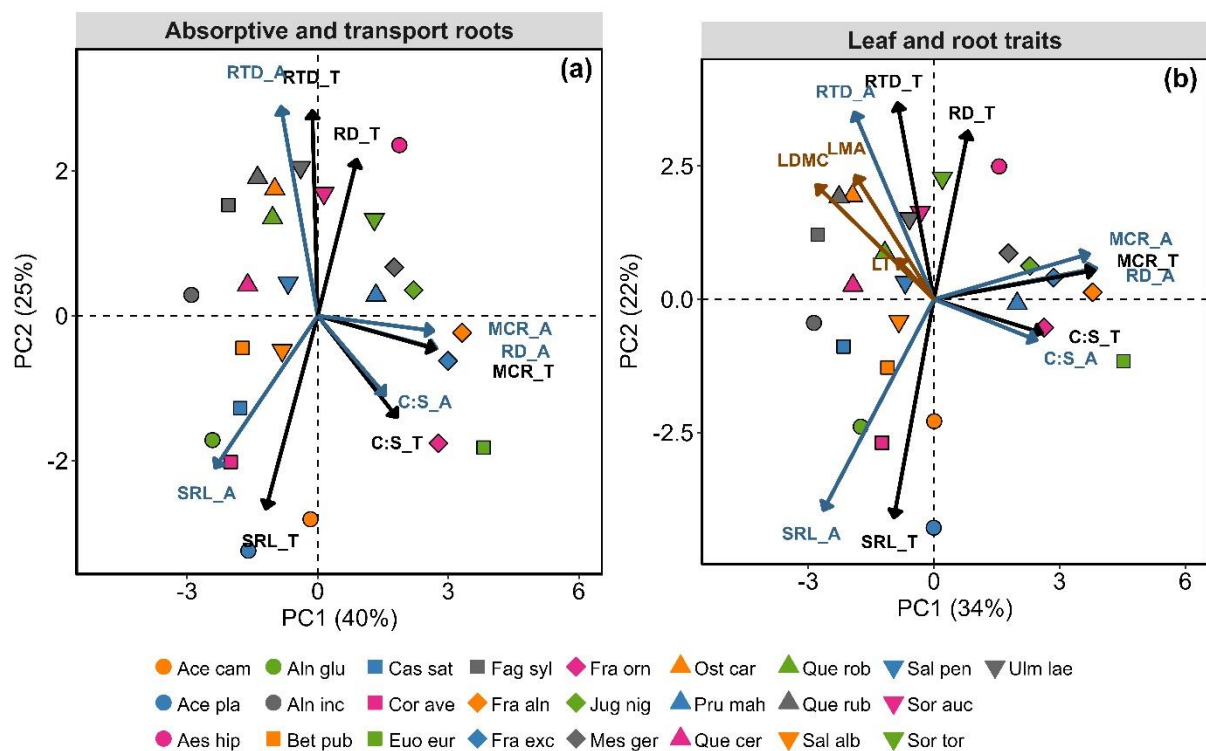 Absorptive and transport roots
(a)
RTD_A
RTD_T
RD_T
MCR_A
RD_A
MCR_T
C:S_A
C:S_T
SRL_A
SRL_T
PC2 (25%)
2
0
-2
-3
0
3
6
PC1 (40%)
Leaf and root traits
(b)
RTD_T
RTD_A
RD_T
LMA
LDMC
LT
MCR_A
MCR_T
RD_A
C:S_T
C:S_A
SRL_A
SRL_T
PC2 (22%)
2.5
0.0
-2.5
-3
0
3
6
PC1 (34%)
Ace cam Aln glu Cas sat Fag syl Fra orn Ost car Que rob Sal pen Ulm lae
Ace pla Aln inc Cor ave Fra aln Jug nig Pru mah Que rub Sor auc
Aes hip Bet pub Euo eur Fra exc Mes ger Que cer Sal alb Sor tor